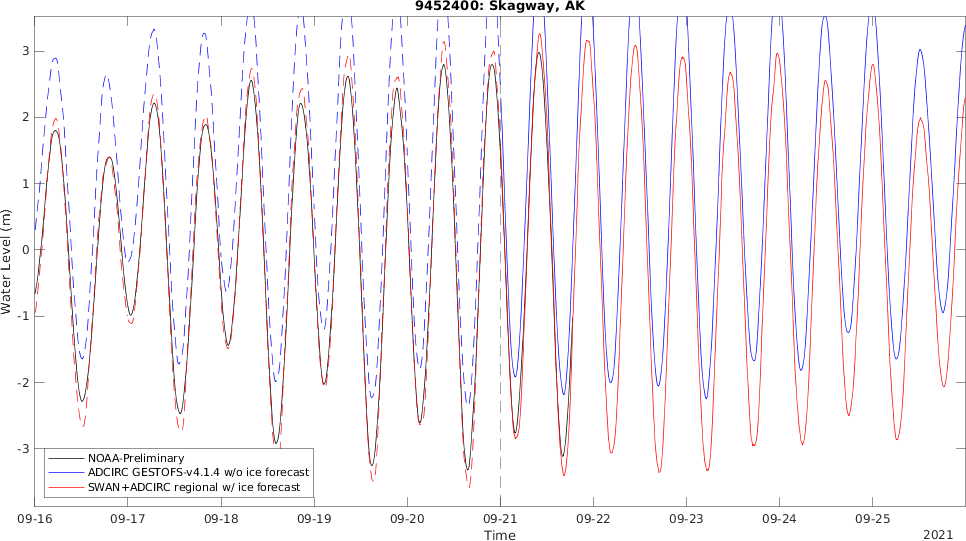 9452400: Skagway, AK
Water Level (m)
3
2
1
0
-1
-2
-3
NOAA-Preliminary
ADCIRC GESTOFS-v4.1.4 w/o ice forecast
SWAN+ADCIRC regional w/ ice forecast
09-16 09-17 09-18 09-19 09-20 09-21 09-22 09-23 09-24 09-25
Time
2021